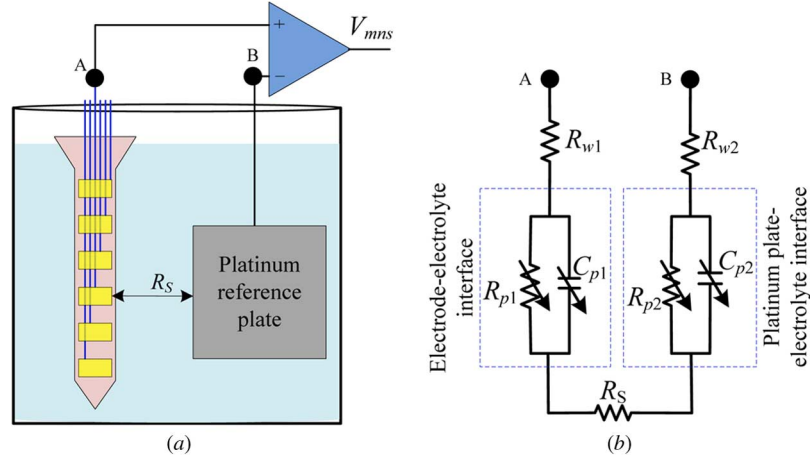 V_mns
+
A
B
−
R_S
Platinum
reference
plate
(a)
A
B
R_w1
R_w2
Electrode-electrolyte
interface
R_p1
C_p1
R_p2
C_p2
Platinum plate-
electrolyte interface
R_S
(b)